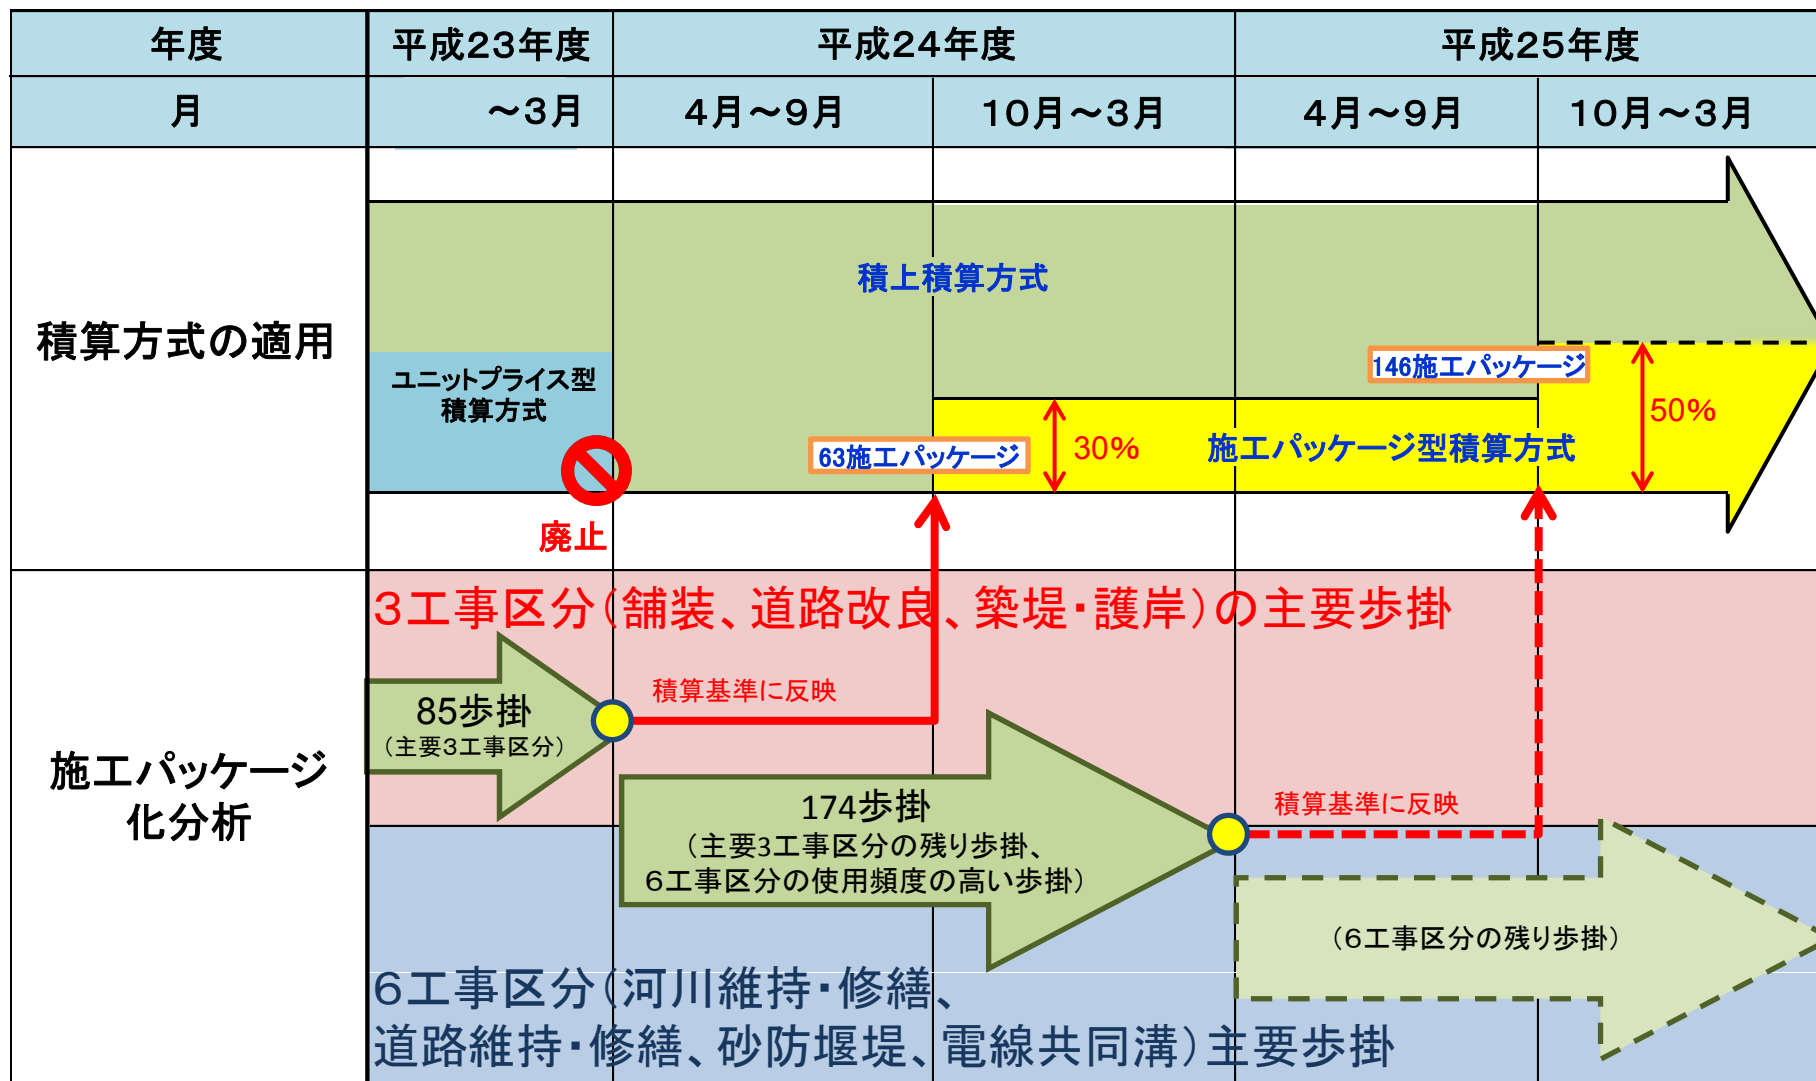 年度
平成23年度
平成24年度
平成25年度
月
～3月
4月～9月
10月～3月
4月～9月
10月～3月
積算方式の適用
積上積算方式
ユニットプライス型
積算方式
廃止
63施工パッケージ
30%
施工パッケージ型積算方式
146施工パッケージ
50%
施工パッケージ
化分析
3工事区分（舗装、道路改良、築堤・護岸）の主要歩掛
85歩掛
（主要3工事区分）
積算基準に反映
174歩掛
（主要3工事区分の残り歩掛、
6工事区分の使用頻度の高い歩掛）
積算基準に反映
（6工事区分の残り歩掛）
6工事区分（河川維持・修繕、
道路維持・修繕、砂防堰堤、電線共同溝）主要歩掛